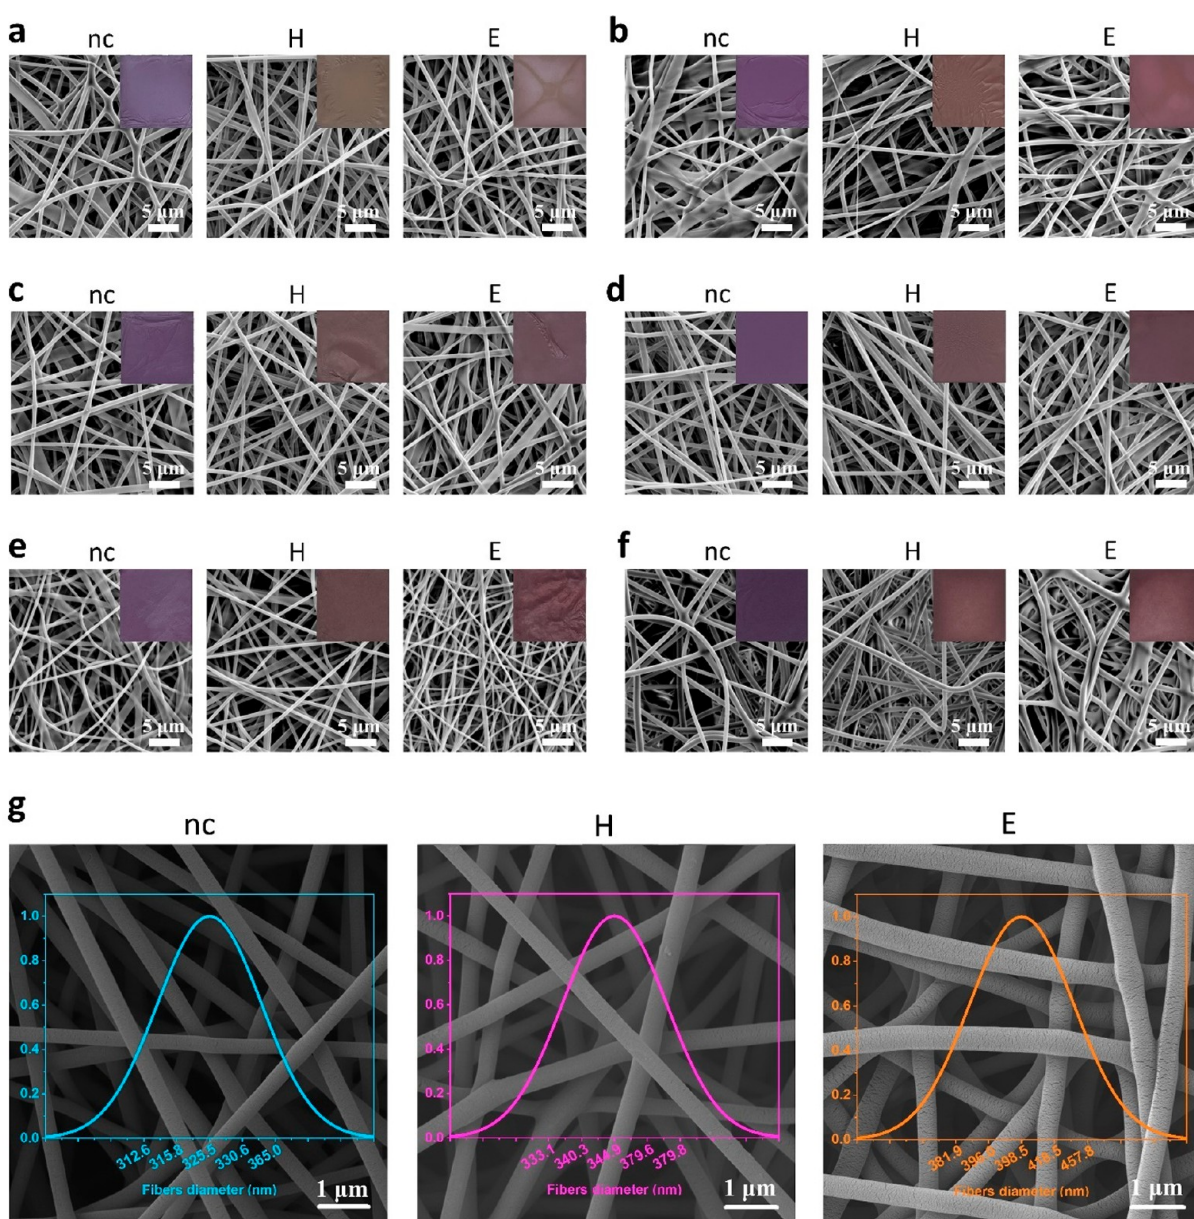 a b
nc H E nc H E
5 µm 5 µm 5 µm 5 µm 5 µm 5 µm
c d
nc H E nc H E
5 µm 5 µm 5 µm 5 µm 5 µm 5 µm
e f
nc H E nc H E
5 µm 5 µm 5 µm 5 µm 5 µm 5 µm
g
nc H E
1.0 1.0 1.0
0.8 0.8 0.8
0.6 0.6 0.6
0.4 0.4 0.4
0.2 0.2 0.2
0.0 0.0 0.0
312.6 315.8 325.5 330.6 365.0 333.1 340.3 344.9 379.6 379.8 381.9 398.5 457.8
Fibers diameter (nm) Fibers diameter (nm) Fibers diameter (nm)
1 µm 1 µm 1 µm